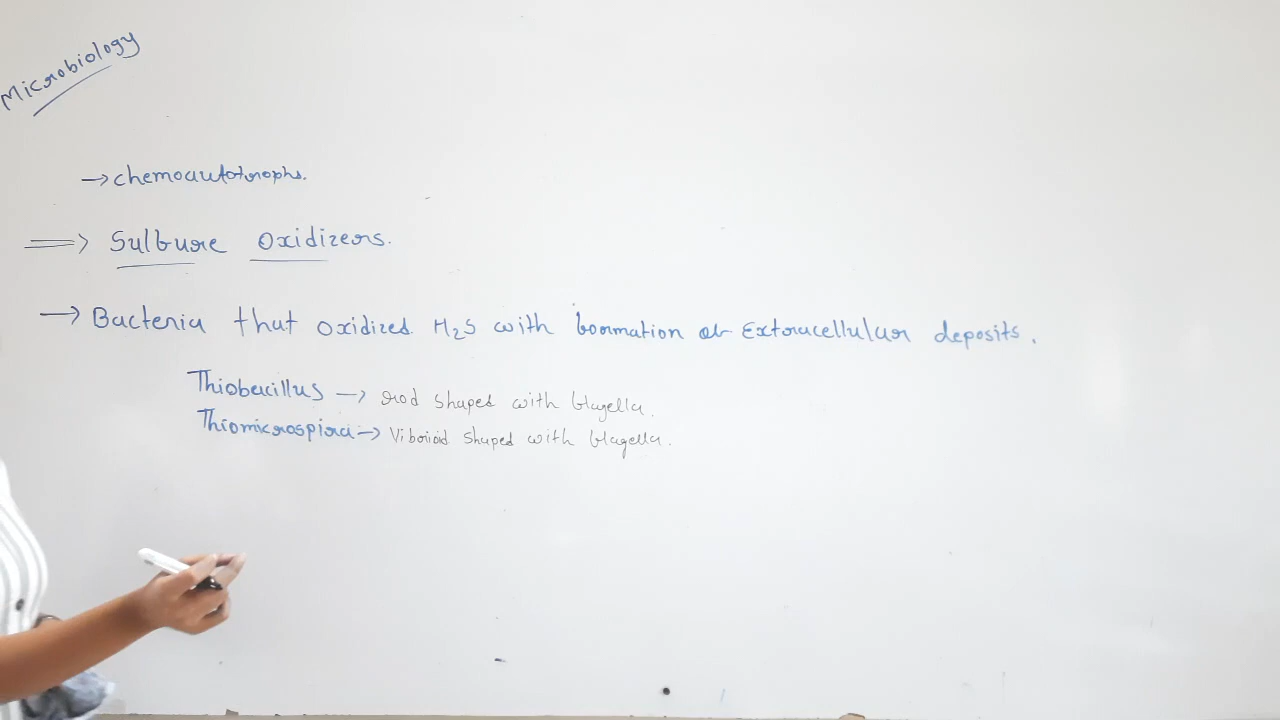 Microbiology
→ chemoautotrophs.
⟹ Sulfure Oxidizers.
→ Bacteria that oxidized H₂S with formation of Extracellular deposits.
Thiobacillus → rod shaped with flagella.
Thiomicrospira → Vibrioid shaped with flagella.